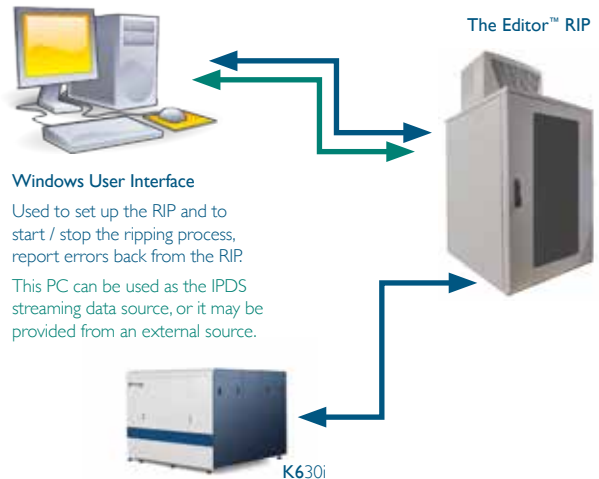 The Editor™ RIP
Windows User Interface
Used to set up the RIP and to
start / stop the ripping process,
report errors back from the RIP.
This PC can be used as the IPDS
streaming data source, or it may be
provided from an external source.
K630i